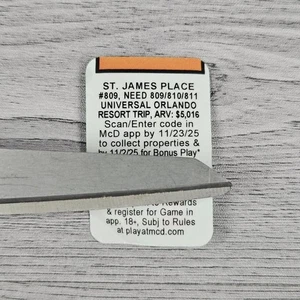 ST. JAMES PLACE
#809, NEED 809/810/811
UNIVERSAL ORLANDO
RESORT TRIP, ARV: $5,016
Scan/Enter code in
McD app by 11/23/25
to collect properties &
by 11/2/25 for Bonus Play*
to Rewards
& register for Game in
app. 18+, Subj to Rules
at playatmcd.com